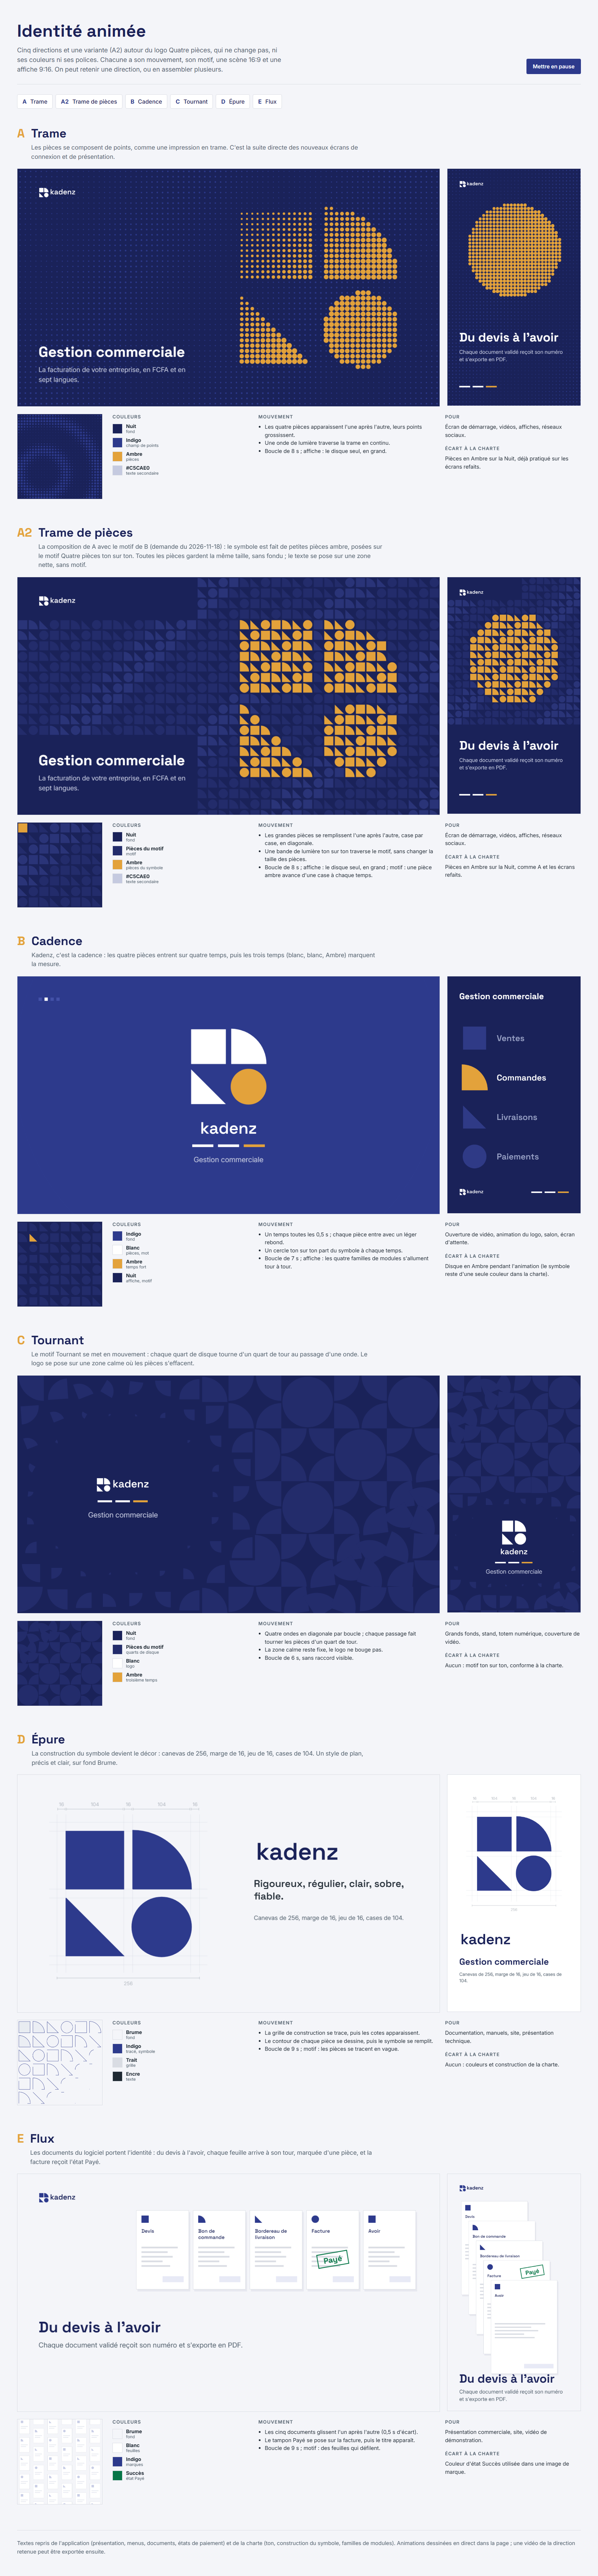 Identité animée
Cinq directions et une variante (A2) autour du logo Quatre pièces, qui ne change pas, ni
ses couleurs ni ses polices. Chacune a son mouvement, son motif, une scène 16:9 et une
affiche 9:16. On peut retenir une direction, ou en assembler plusieurs.
Mettre en pause
A Trame
A2 Trame de pièces
B Cadence
C Tournant
D Épure
E Flux
A Trame
Les pièces se composent de points, comme une impression en trame. C'est la suite directe des nouveaux écrans de
connexion et de présentation.
kadenz
Gestion commerciale
La facturation de votre entreprise, en FCFA et en
sept langues.
kadenz
Du devis à l'avoir
Chaque document validé reçoit son numéro
et s'exporte en PDF.
COULEURS
Nuit
fond
Indigo
champ de points
Ambre
pièces
#C5CAE0
texte secondaire
MOUVEMENT
• Les quatre pièces apparaissent l'une après l'autre, leurs points
grossissent.
• Une onde de lumière traverse la trame en continu.
• Boucle de 8 s ; affiche : le disque seul, en grand.
POUR
Écran de démarrage, vidéos, affiches, réseaux
sociaux.
ÉCART À LA CHARTE
Pièces en Ambre sur la Nuit, déjà pratiqué sur les
écrans refaits.
A2 Trame de pièces
La composition de A avec le motif de B (demande du 2026-11-16) : le symbole est fait de petites pièces ambre, posées sur
le motif Quatre pièces ton sur ton. Toutes les pièces gardent la même taille, sans fondu ; le texte se pose sur une zone
nette, sans motif.
kadenz
Gestion commerciale
La facturation de votre entreprise, en FCFA et en
sept langues.
kadenz
Du devis à l'avoir
Chaque document validé reçoit son numéro
et s'exporte en PDF.
COULEURS
Nuit
fond
Pièces du motif
motif
Ambre
pièces du symbole
#C5CAE0
texte secondaire
MOUVEMENT
• Les grandes pièces se remplissent l'une après l'autre, case par
case, en diagonale.
• Une bande de lumière ton sur ton traverse le motif, sans changer la
taille des pièces.
• Boucle de 8 s ; affiche : le disque seul, en grand ; motif : une pièce
ambre avance d'une case à chaque temps.
POUR
Écran de démarrage, vidéos, affiches, réseaux
sociaux.
ÉCART À LA CHARTE
Pièces en Ambre sur la Nuit, comme A et les écrans
refaits.
B Cadence
Kadenz, c'est la cadence : les quatre pièces entrent sur quatre temps, puis les trois temps (blanc, blanc, Ambre) marquent
la mesure.
kadenz
Gestion commerciale
Gestion commerciale
Ventes
Commandes
Livraisons
Paiements
kadenz
COULEURS
Indigo
fond
Blanc
pièces, mot
Ambre
temps fort
Nuit
affiche, motif
MOUVEMENT
• Un temps toutes les 0,5 s ; chaque pièce entre avec un léger
rebond.
• Un cercle ton sur ton part du symbole à chaque temps.
• Boucle de 7 s ; affiche : les quatre familles de modules s'allument
tour à tour.
POUR
Ouverture de vidéo, animation du logo, salon, écran
d'attente.
ÉCART À LA CHARTE
Disque en Ambre pendant l'animation (le symbole
reste d'une seule couleur dans la charte).
C Tournant
Le motif Tournant se met en mouvement : chaque quart de disque tourne d'un quart de tour au passage d'une onde. Le
logo se pose sur une zone calme où les pièces s'effacent.
kadenz
Gestion commerciale
kadenz
Gestion commerciale
COULEURS
Nuit
fond
Pièces du motif
quarts de disque
Blanc
logo
Ambre
troisième temps
MOUVEMENT
• Quatre ondes en diagonale par boucle ; chaque passage fait
tourner les pièces d'un quart de tour.
• La zone calme reste fixe, le logo ne bouge pas.
• Boucle de 6 s, sans raccord visible.
POUR
Grands fonds, stand, totem numérique, couverture de
vidéo.
ÉCART À LA CHARTE
Aucun : motif ton sur ton, conforme à la charte.
D Épure
La construction du symbole devient le décor : canevas de 256, marge de 16, jeu de 16, cases de 104. Un style de plan,
précis et clair, sur fond Brume.
16 104 16 104 16
256
kadenz
Rigoureux, régulier, clair, sobre,
fiable.
Canevas de 256, marge de 16, jeu de 16, cases de 104.
16 104 16 104 16
256
kadenz
Gestion commerciale
Canevas de 256, marge de 16, jeu de 16, cases de
104.
COULEURS
Brume
fond
Indigo
tracé, symbole
Trait
grille
Encre
texte
MOUVEMENT
• La grille de construction se trace, puis les cotes apparaissent.
• Le contour de chaque pièce se dessine, puis le symbole se remplit.
• Boucle de 9 s ; motif : les pièces se tracent en vague.
POUR
Documentation, manuels, site, présentation
technique.
ÉCART À LA CHARTE
Aucun : couleurs et construction de la charte.
E Flux
Les documents du logiciel portent l'identité : du devis à l'avoir, chaque feuille arrive à son tour, marquée d'une pièce, et la
facture reçoit l'état Payé.
kadenz
Devis
Bon de
commande
Bordereau de
livraison
Facture
Payé
Avoir
Du devis à l'avoir
Chaque document validé reçoit son numéro et s'exporte en PDF.
kadenz
Devis
Bon de commande
Bordereau de livraison
Facture
Payé
Avoir
Du devis à l'avoir
Chaque document validé reçoit son numéro
et s'exporte en PDF.
COULEURS
Brume
fond
Blanc
feuilles
Indigo
marques
Succès
état Payé
MOUVEMENT
• Les cinq documents glissent l'un après l'autre (0,5 s d'écart).
• Le tampon Payé se pose sur la facture, puis le titre apparaît.
• Boucle de 9 s ; motif : des feuilles qui défilent.
POUR
Présentation commerciale, site, vidéo de
démonstration.
ÉCART À LA CHARTE
Couleur d'état Succès utilisée dans une image de
marque.
Textes repris de l'application (présentation, menus, documents, états de paiement) et de la charte (ton, construction du symbole, familles de modules). Animations dessinées en direct dans la page ; une vidéo de la direction
retenue peut être exportée ensuite.